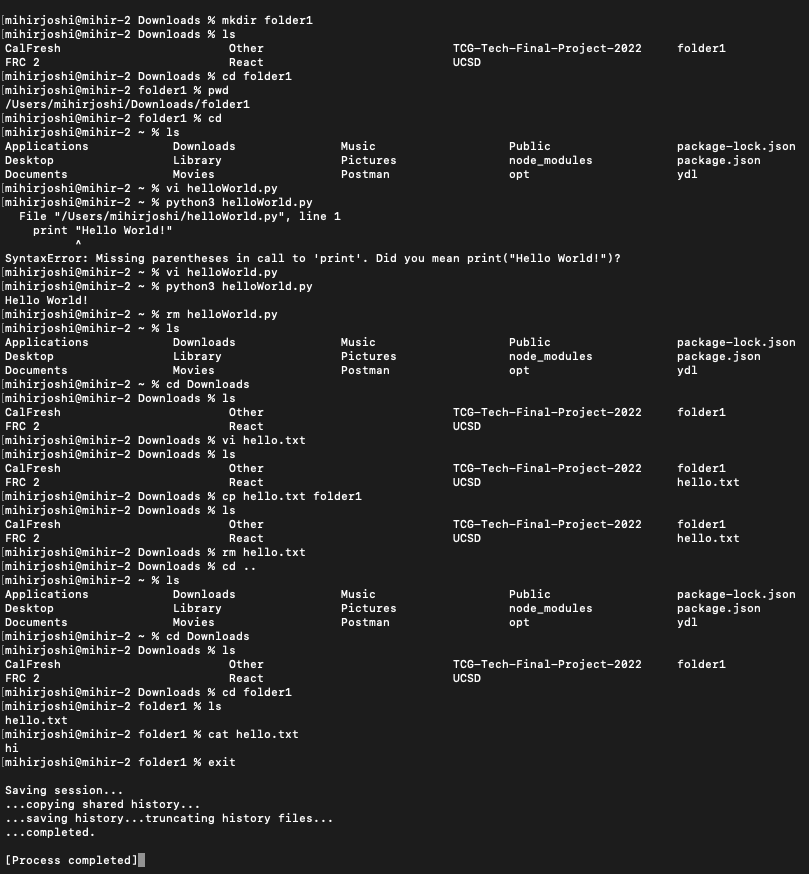 [mihirjoshi@mihir-2 Downloads % mkdir folder1
[mihirjoshi@mihir-2 Downloads % ls
CalFresh Other TCG-Tech-Final-Project-2022 folder1
FRC 2 React UCSD
[mihirjoshi@mihir-2 Downloads % cd folder1
[mihirjoshi@mihir-2 folder1 % pwd
/Users/mihirjoshi/Downloads/folder1
[mihirjoshi@mihir-2 folder1 % cd
[mihirjoshi@mihir-2 ~ % ls
Applications Downloads Music Public package-lock.json
Desktop Library Pictures node_modules package.json
Documents Movies Postman opt ydl
[mihirjoshi@mihir-2 ~ % vi helloWorld.py
[mihirjoshi@mihir-2 ~ % python3 helloWorld.py
File "/Users/mihirjoshi/helloWorld.py", line 1
print "Hello World!"
^
SyntaxError: Missing parentheses in call to 'print'. Did you mean print("Hello World!")?
[mihirjoshi@mihir-2 ~ % vi helloWorld.py
[mihirjoshi@mihir-2 ~ % python3 helloWorld.py
Hello World!
[mihirjoshi@mihir-2 ~ % rm helloWorld.py
[mihirjoshi@mihir-2 ~ % ls
Applications Downloads Music Public package-lock.json
Desktop Library Pictures node_modules package.json
Documents Movies Postman opt ydl
[mihirjoshi@mihir-2 ~ % cd Downloads
[mihirjoshi@mihir-2 Downloads % ls
CalFresh Other TCG-Tech-Final-Project-2022 folder1
FRC 2 React UCSD
[mihirjoshi@mihir-2 Downloads % vi hello.txt
[mihirjoshi@mihir-2 Downloads % ls
CalFresh Other TCG-Tech-Final-Project-2022 folder1
FRC 2 React UCSD hello.txt
[mihirjoshi@mihir-2 Downloads % cp hello.txt folder1
[mihirjoshi@mihir-2 Downloads % ls
CalFresh Other TCG-Tech-Final-Project-2022 folder1
FRC 2 React UCSD hello.txt
[mihirjoshi@mihir-2 Downloads % rm hello.txt
[mihirjoshi@mihir-2 Downloads % cd ..
[mihirjoshi@mihir-2 ~ % ls
Applications Downloads Music Public package-lock.json
Desktop Library Pictures node_modules package.json
Documents Movies Postman opt ydl
[mihirjoshi@mihir-2 ~ % cd Downloads
[mihirjoshi@mihir-2 Downloads % ls
CalFresh Other TCG-Tech-Final-Project-2022 folder1
FRC 2 React UCSD
[mihirjoshi@mihir-2 Downloads % cd folder1
[mihirjoshi@mihir-2 folder1 % ls
hello.txt
[mihirjoshi@mihir-2 folder1 % cat hello.txt
hi
[mihirjoshi@mihir-2 folder1 % exit
Saving session...
...copying shared history...
...saving history...truncating history files...
...completed.
[Process completed]